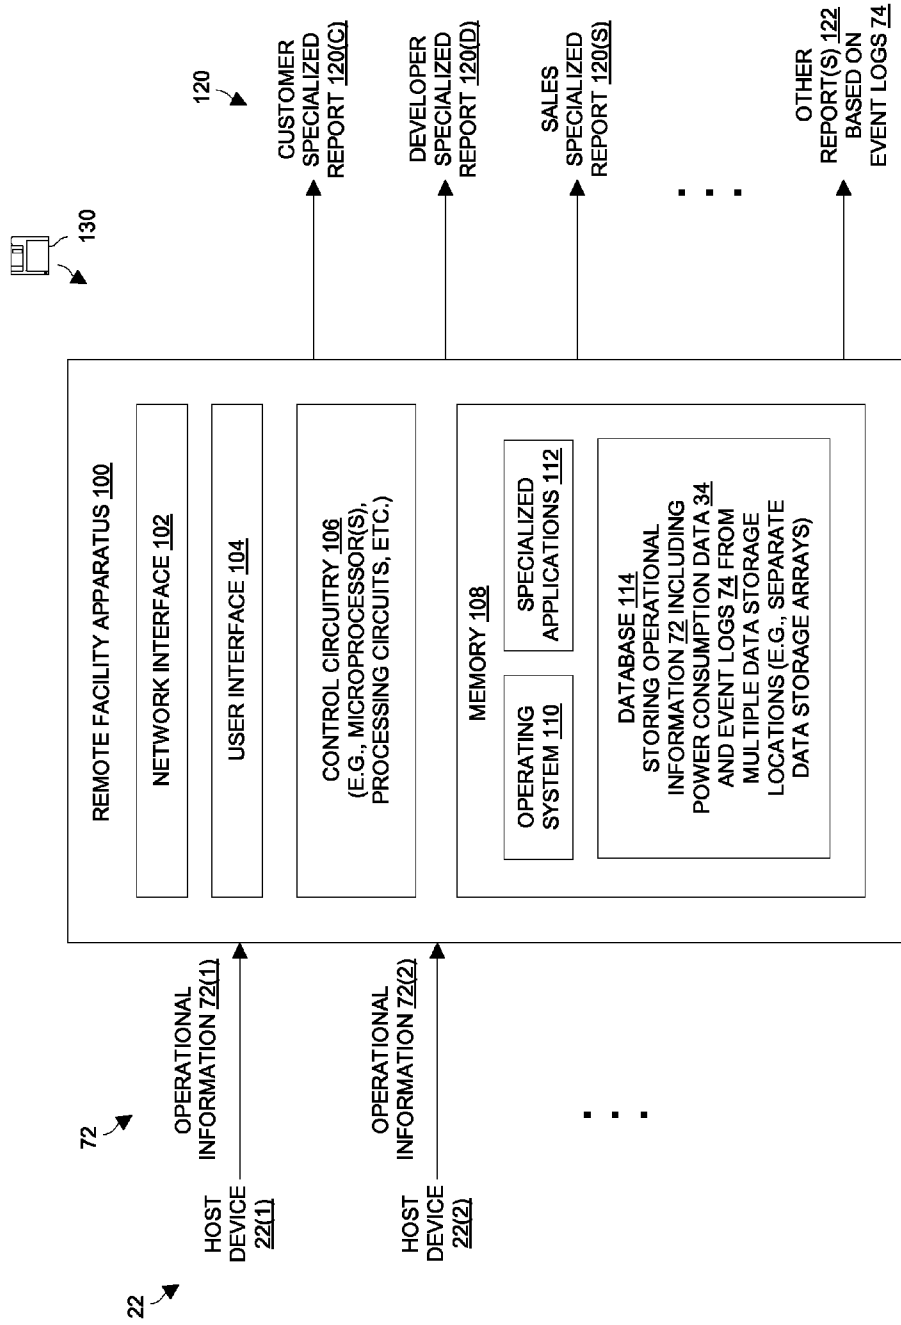 130
120
72
22
HOST
DEVICE
22(1)
OPERATIONAL
INFORMATION 72(1)
HOST
DEVICE
22(2)
OPERATIONAL
INFORMATION 72(2)
. . .
REMOTE FACILITY APPARATUS 100
NETWORK INTERFACE 102
USER INTERFACE 104
CONTROL CIRCUITRY 106
(E.G., MICROPROCESSOR(S),
PROCESSING CIRCUITS, ETC.)
MEMORY 108
OPERATING
SYSTEM 110
SPECIALIZED
APPLICATIONS 112
DATABASE 114
STORING OPERATIONAL
INFORMATION 72 INCLUDING
POWER CONSUMPTION DATA 34
AND EVENT LOGS 74 FROM
MULTIPLE DATA STORAGE
LOCATIONS (E.G., SEPARATE
DATA STORAGE ARRAYS)
CUSTOMER
SPECIALIZED
REPORT 120(C)
DEVELOPER
SPECIALIZED
REPORT 120(D)
SALES
SPECIALIZED
REPORT 120(S)
. . .
OTHER
REPORT(S) 122
BASED ON
EVENT LOGS 74